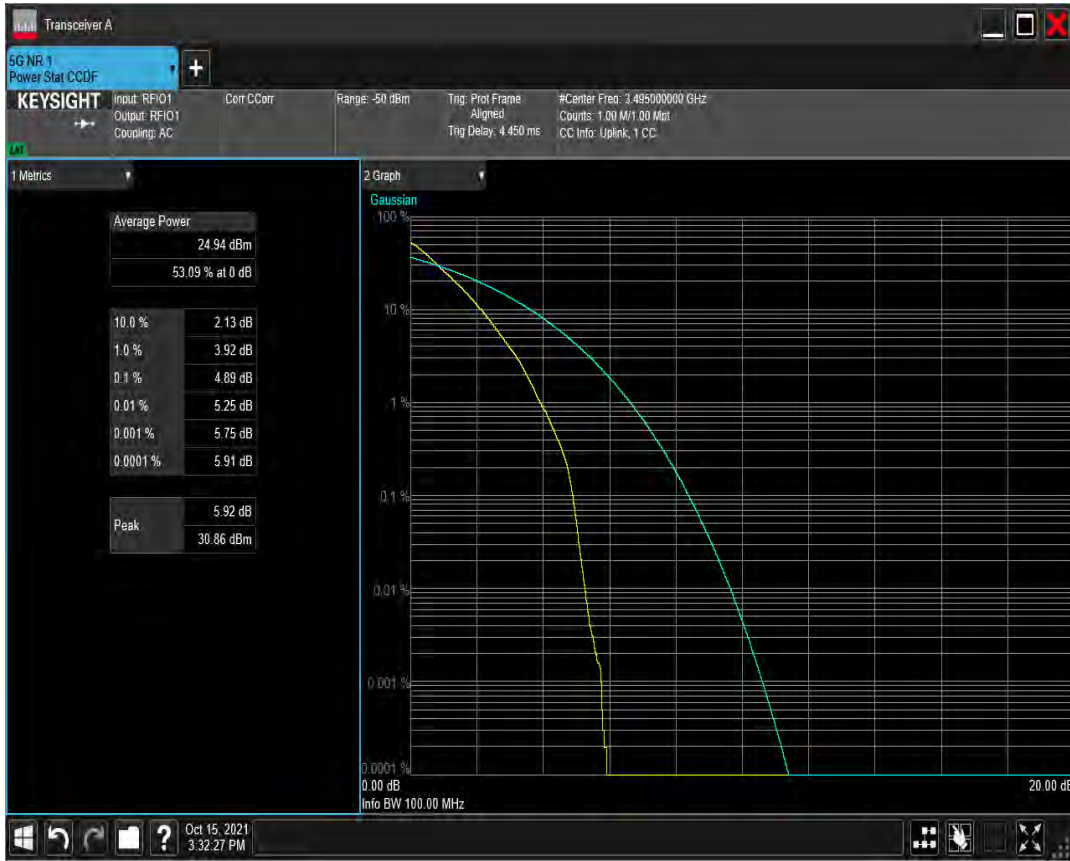 Transceiver A
5G NR 1
Power Stat CCDF
+
KEYSIGHT
Input: RFIO1
Output: RFIO1
Coupling: AC
Corr CCorr
Range: -50 dBm
Trig: Prot Frame
Aligned
Trig Delay: 4.450 ms
#Center Freq: 3.495000000 GHz
Counts: 1.00 M/1.00 Mpt
CC Info: Uplink, 1 CC
1 Metrics
Average Power
24.94 dBm
53.09 % at 0 dB
10.0 % 2.13 dB
1.0 % 3.92 dB
0.1 % 4.89 dB
0.01 % 5.25 dB
0.001 % 5.75 dB
0.0001 % 5.91 dB
Peak
5.92 dB
30.86 dBm
2 Graph
Gaussian
100 %
10 %
1 %
0.1 %
0.01 %
0.001 %
0.0001 %
0.00 dB 20.00 dB
Info BW 100.00 MHz
?
Oct 15, 2021
3:32:27 PM